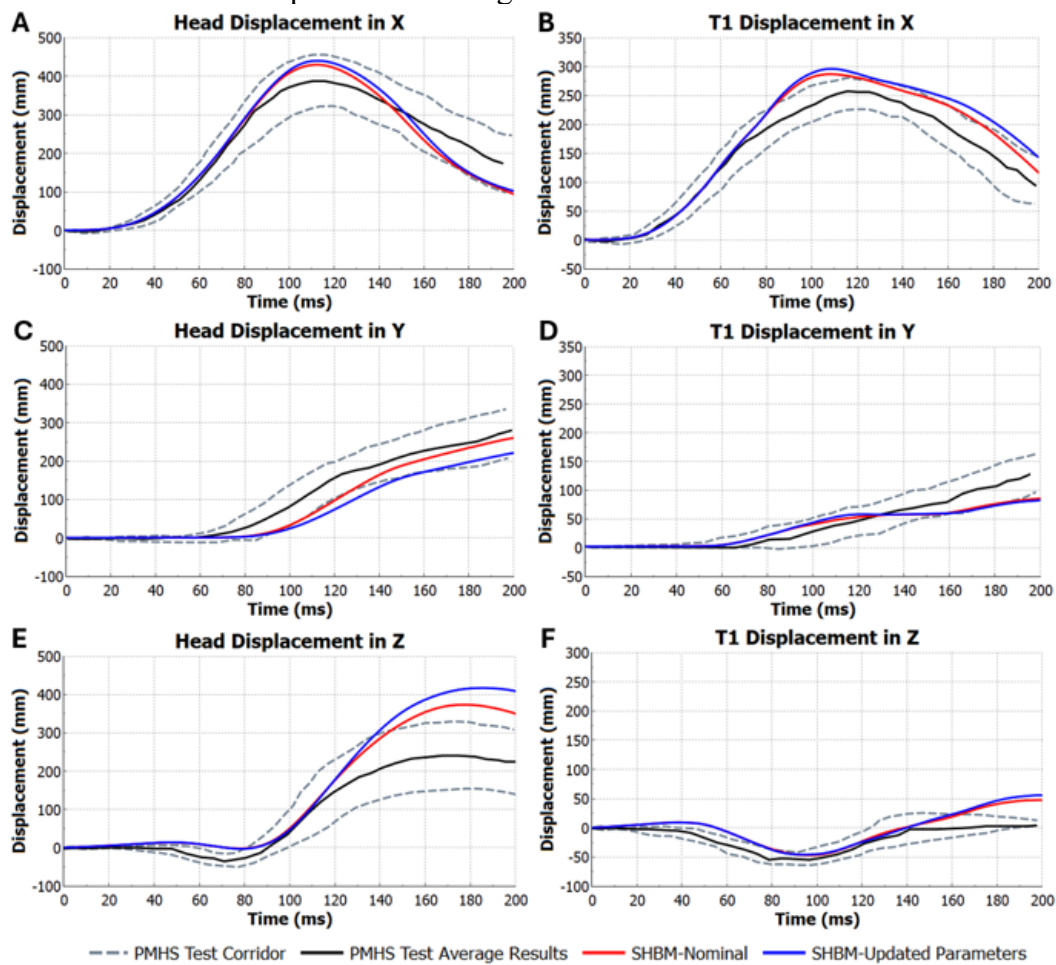 A Head Displacement in X
500
400
300
200
100
0
-100
Displacement (mm)
0 20 40 60 80 100 120 140 160 180 200
Time (ms)
B T1 Displacement in X
350
300
250
200
150
100
50
0
-50
Displacement (mm)
0 20 40 60 80 100 120 140 160 180 200
Time (ms)
C Head Displacement in Y
500
400
300
200
100
0
-100
Displacement (mm)
0 20 40 60 80 100 120 140 160 180 200
Time (ms)
D T1 Displacement in Y
350
300
250
200
150
100
50
0
-50
Displacement (mm)
0 20 40 60 80 100 120 140 160 180 200
Time (ms)
E Head Displacement in Z
500
400
300
200
100
0
-100
Displacement (mm)
0 20 40 60 80 100 120 140 160 180 200
Time (ms)
F T1 Displacement in Z
300
250
200
150
100
50
0
-50
-100
Displacement (mm)
0 20 40 60 80 100 120 140 160 180 200
Time (ms)
PMHS Test Corridor PMHS Test Average Results SHBM-Nominal SHBM-Updated Parameters